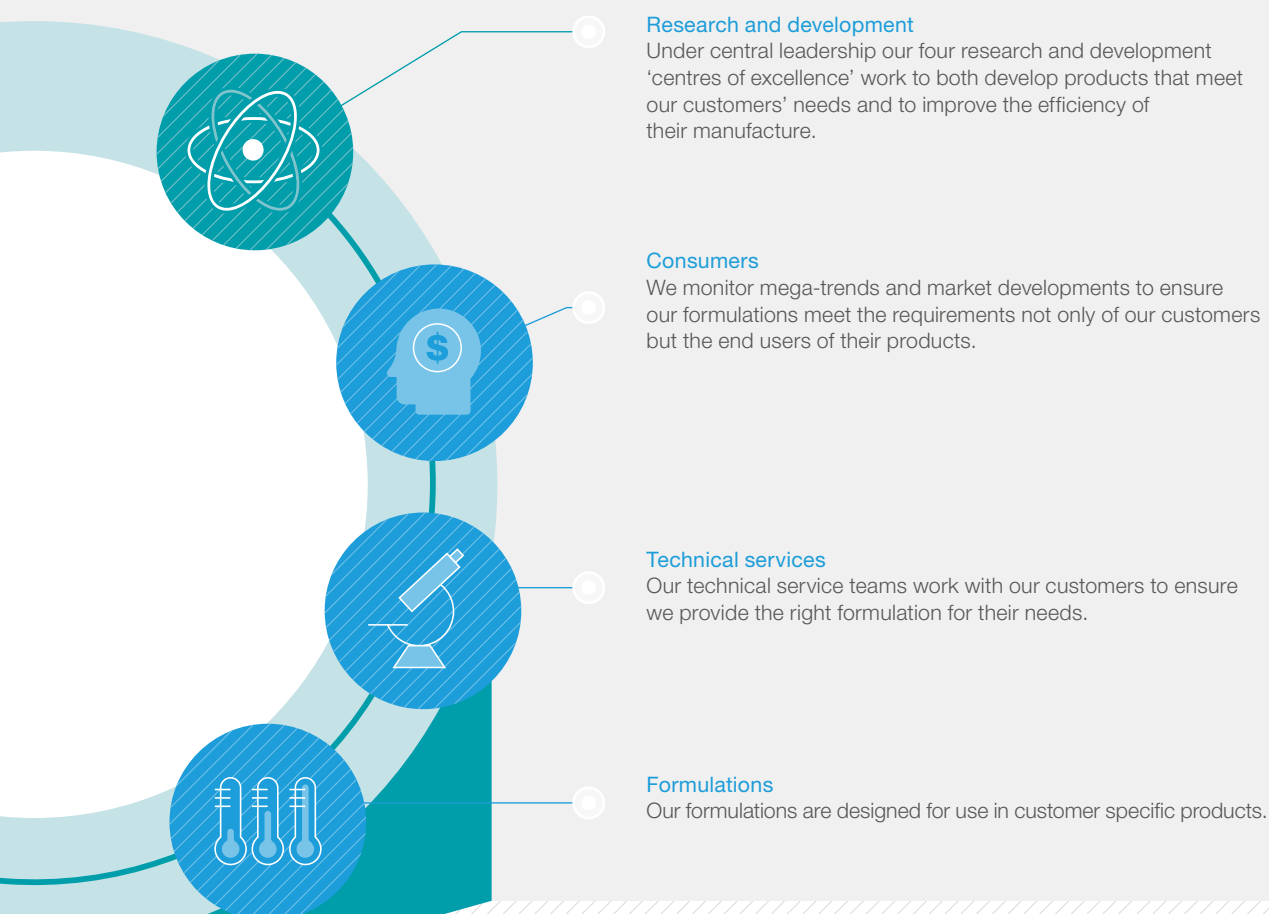 Research and development
Under central leadership our four research and development
‘centres of excellence’ work to both develop products that meet
our customers’ needs and to improve the efficiency of
their manufacture.
Consumers
$
We monitor mega-trends and market developments to ensure
our formulations meet the requirements not only of our customers
but the end users of their products.
Technical services
Our technical service teams work with our customers to ensure
we provide the right formulation for their needs.
Formulations
Our formulations are designed for use in customer specific products.